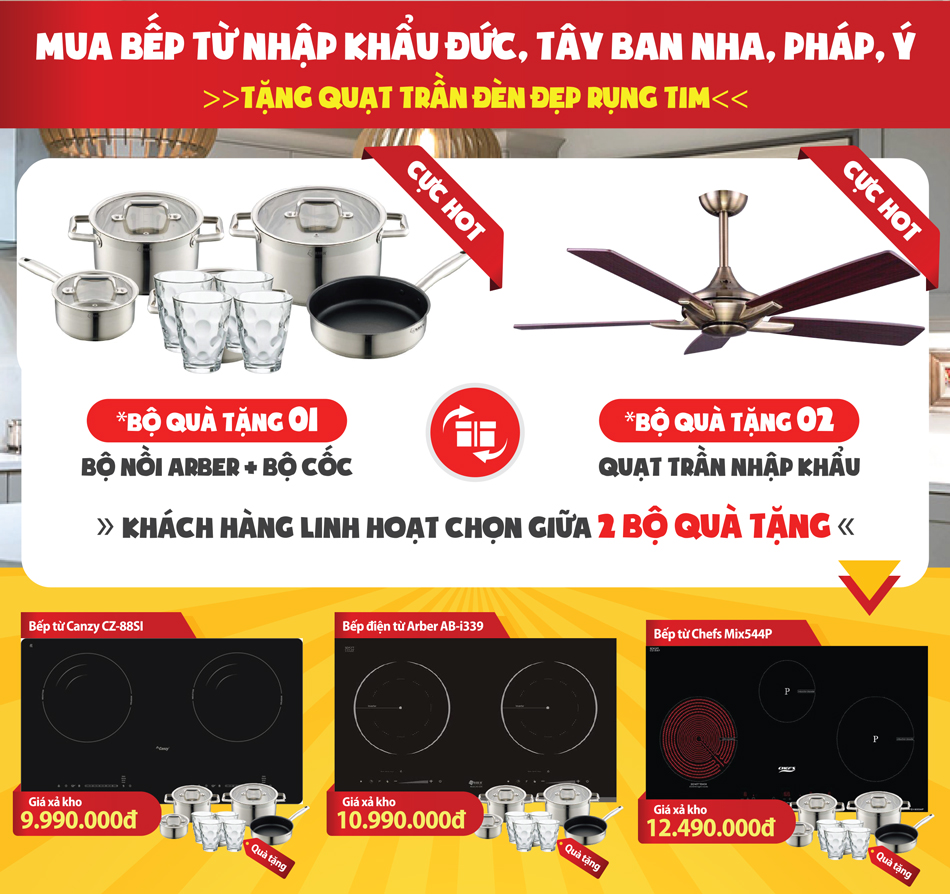 MUA BẾP TỪ NHẬP KHẨU ĐỨC, TÂY BAN NHA, PHÁP, Ý
>>TẶNG QUẠT TRẦN ĐÈN ĐẸP RỤNG TIM<<
CỰC HOT
CỰC HOT
*BỘ QUÀ TẶNG 01
*BỘ QUÀ TẶNG 02
BỘ NỒI ARBER + BỘ CỐC
QUẠT TRẦN NHẬP KHẨU
» KHÁCH HÀNG LINH HOẠT CHỌN GIỮA 2 BỘ QUÀ TẶNG «
Bếp từ Canzy CZ-88SI
Bếp điện từ Arber AB-i339
Bếp từ Chefs Mix544P
P
P
Canzy
CHEF'S
Giá xả kho
9.990.000đ
Quà tặng
Giá xả kho
10.990.000đ
Quà tặng
Giá xả kho
12.490.000đ
Quà tặng